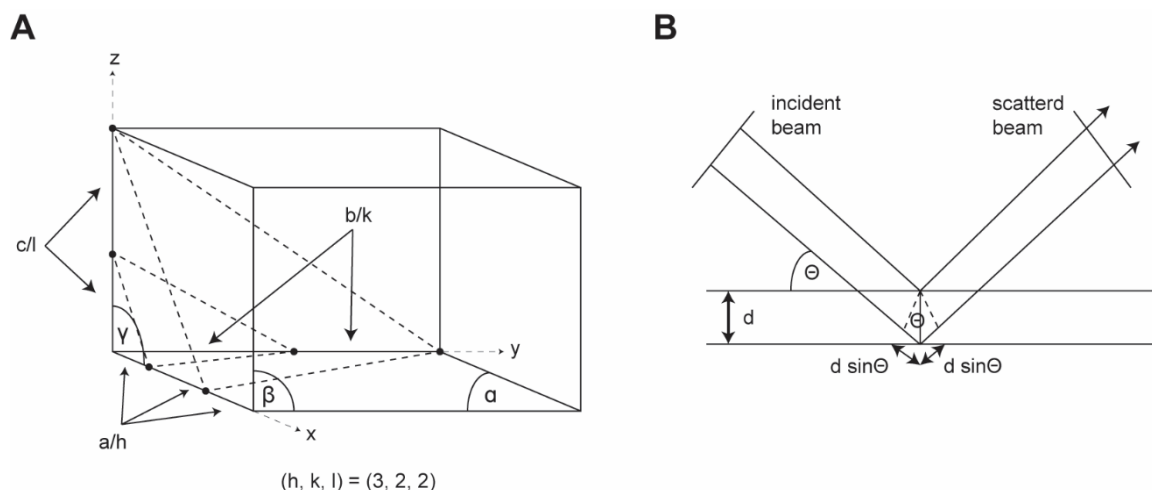 A
B
z
incident
beam
scatterd
beam
b/k
c/l
Θ
d
Θ
γ
y
β
α
d sinΘ
d sinΘ
a/h
x
(h, k, l) = (3, 2, 2)